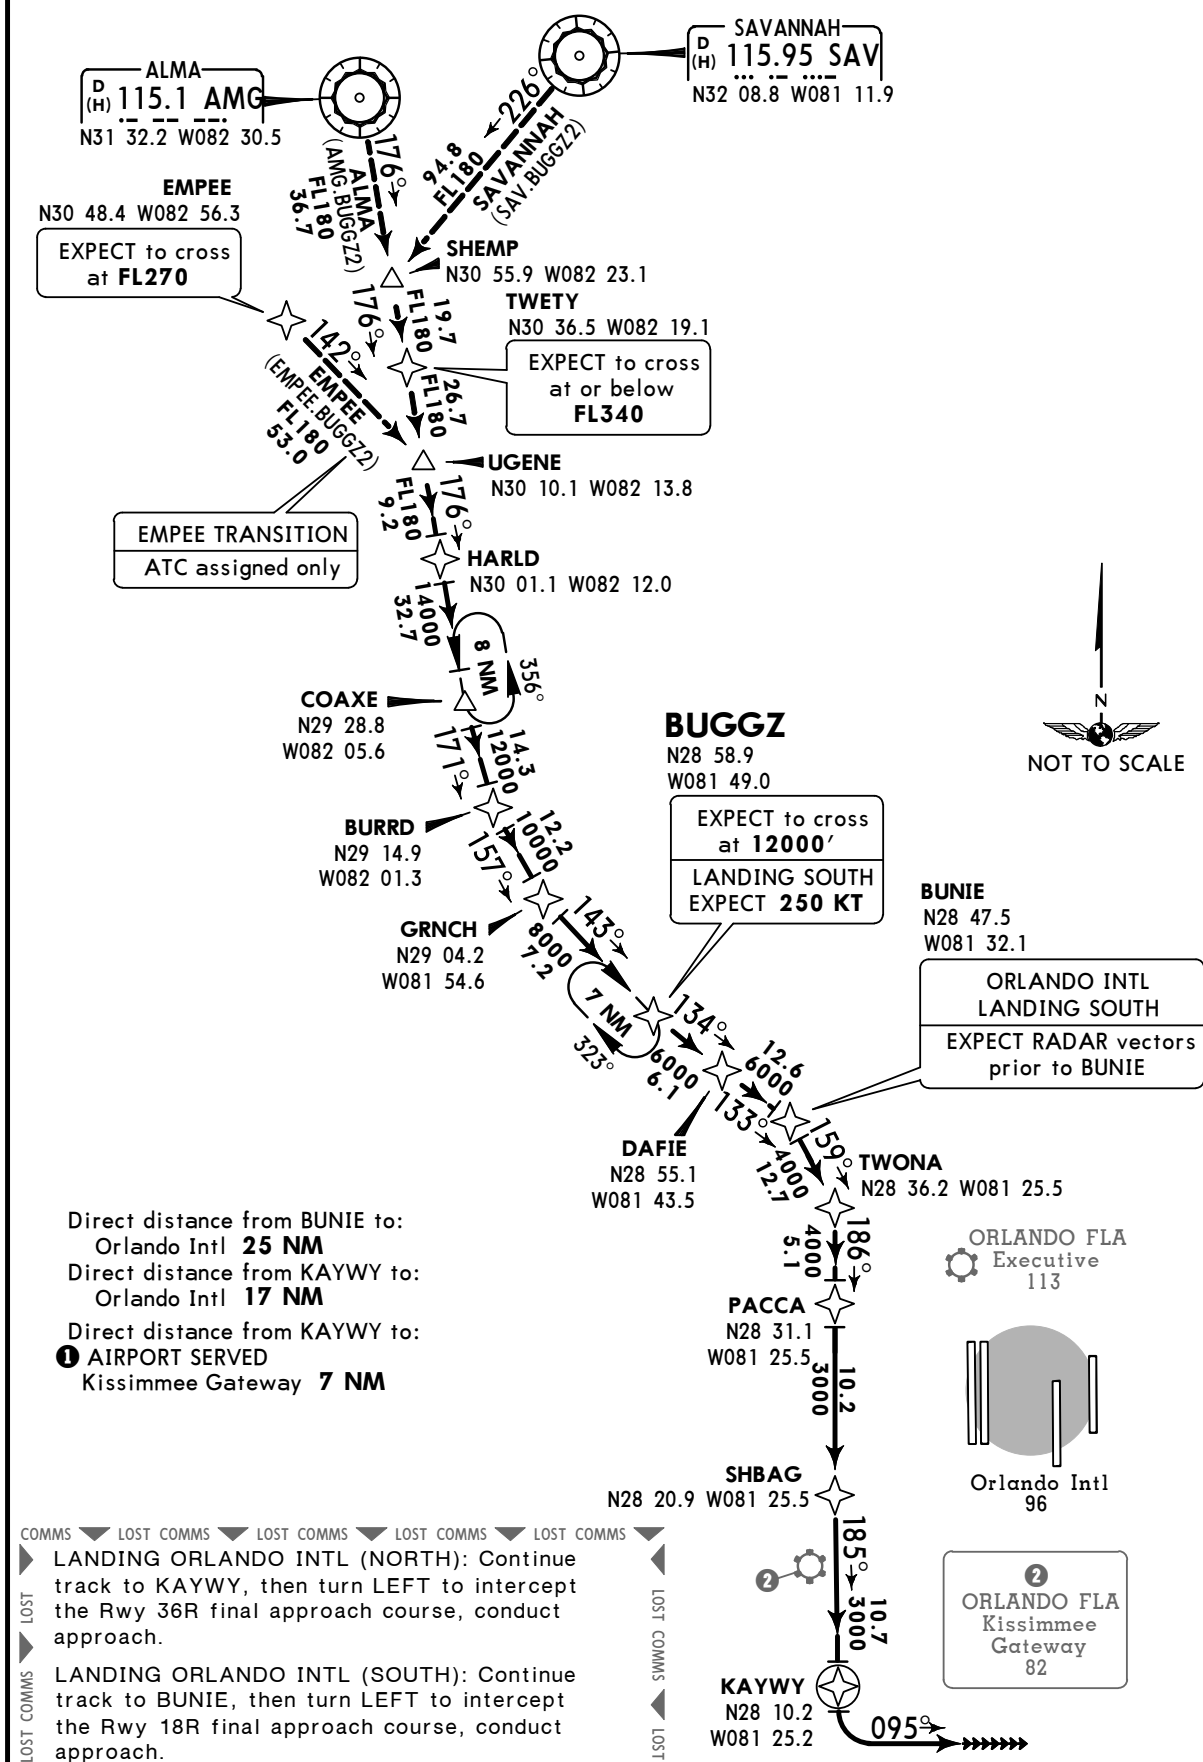 SAVANNAH
D
(H) 115.95 SAV
N32 08.8 W081 11.9
ALMA
D
(H) 115.1 AMG
N31 32.2 W082 30.5
226°
94.8
FL180
SAVANNAH
(SAV.BUGGZ2)
176°
ALMA
(AMG.BUGGZ2)
FL180
36.7
EMPEE
N30 48.4 W082 56.3
EXPECT to cross
at FL270
SHEMP
N30 55.9 W082 23.1
176°
19.7
FL180
TWETY
N30 36.5 W082 19.1
EXPECT to cross
at or below
FL340
142°
EMPEE
(EMPEE.BUGGZ2)
FL180
53.0
26.7
FL180
UGENE
N30 10.1 W082 13.8
EMPEE TRANSITION
ATC assigned only
176°
FL180
9.2
HARLD
N30 01.1 W082 12.0
14000
32.7
8 NM
356°
COAXE
N29 28.8
W082 05.6
171°
14.3
12000
N
NOT TO SCALE
BUGGZ
N28 58.9
W081 49.0
EXPECT to cross
at 12000'
LANDING SOUTH
EXPECT 250 KT
BURRD
N29 14.9
W082 01.3
157°
12.2
10000
GRNCH
N29 04.2
W081 54.6
143°
8000
7.2
7 NM
323°
BUNIE
N28 47.5
W081 32.1
ORLANDO INTL
LANDING SOUTH
EXPECT RADAR vectors
prior to BUNIE
134°
6000
6.1
12.6
6000
DAFIE
N28 55.1
W081 43.5
133°
4000
12.7
159°
TWONA
N28 36.2 W081 25.5
186°
4000
5.1
Direct distance from BUNIE to:
Orlando Intl 25 NM
Direct distance from KAYWY to:
Orlando Intl 17 NM
Direct distance from KAYWY to:
1 AIRPORT SERVED
Kissimmee Gateway 7 NM
ORLANDO FLA
Executive
113
PACCA
N28 31.1
W081 25.5
10.2
3000
Orlando Intl
96
SHBAG
N28 20.9 W081 25.5
185°
10.7
3000
2
2
ORLANDO FLA
Kissimmee
Gateway
82
KAYWY
N28 10.2
W081 25.2
095°
COMMS LOST COMMS LOST COMMS LOST COMMS LOST COMMS
LANDING ORLANDO INTL (NORTH): Continue
track to KAYWY, then turn LEFT to intercept
the Rwy 36R final approach course, conduct
approach.
LANDING ORLANDO INTL (SOUTH): Continue
track to BUNIE, then turn LEFT to intercept
the Rwy 18R final approach course, conduct
approach.
LOST COMMS LOST
LOST COMMS LOST